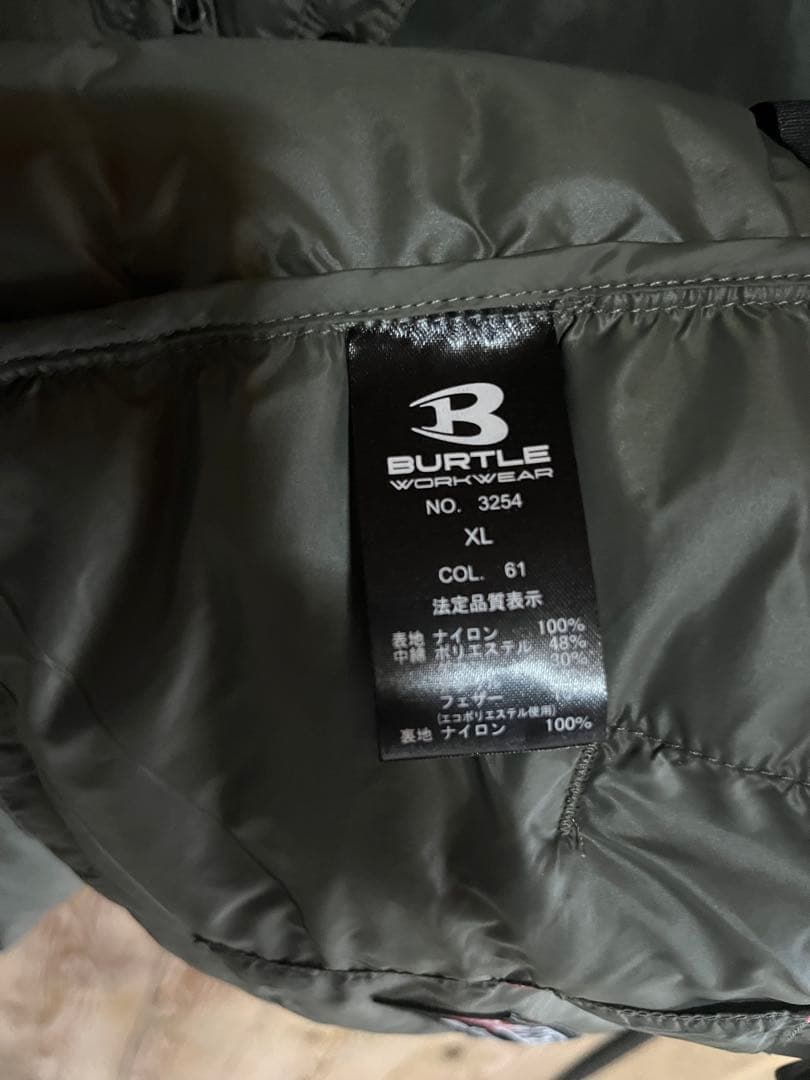 BURTLE
WORKWEAR
NO. 3254
XL
COL. 61
法定品質表示
表地 ナイロン 100%
中綿 ポリエステル 48%
30%
フェザー
(エコポリエステル使用)
裏地 ナイロン 100%